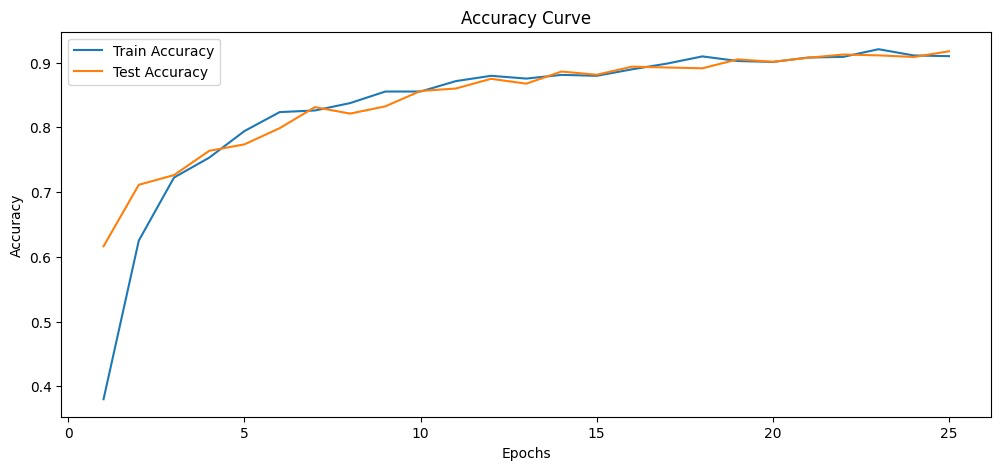 Accuracy Curve
Train Accuracy
Test Accuracy
0.9
0.8
0.7
0.6
0.5
0.4
Accuracy
0 5 10 15 20 25
Epochs